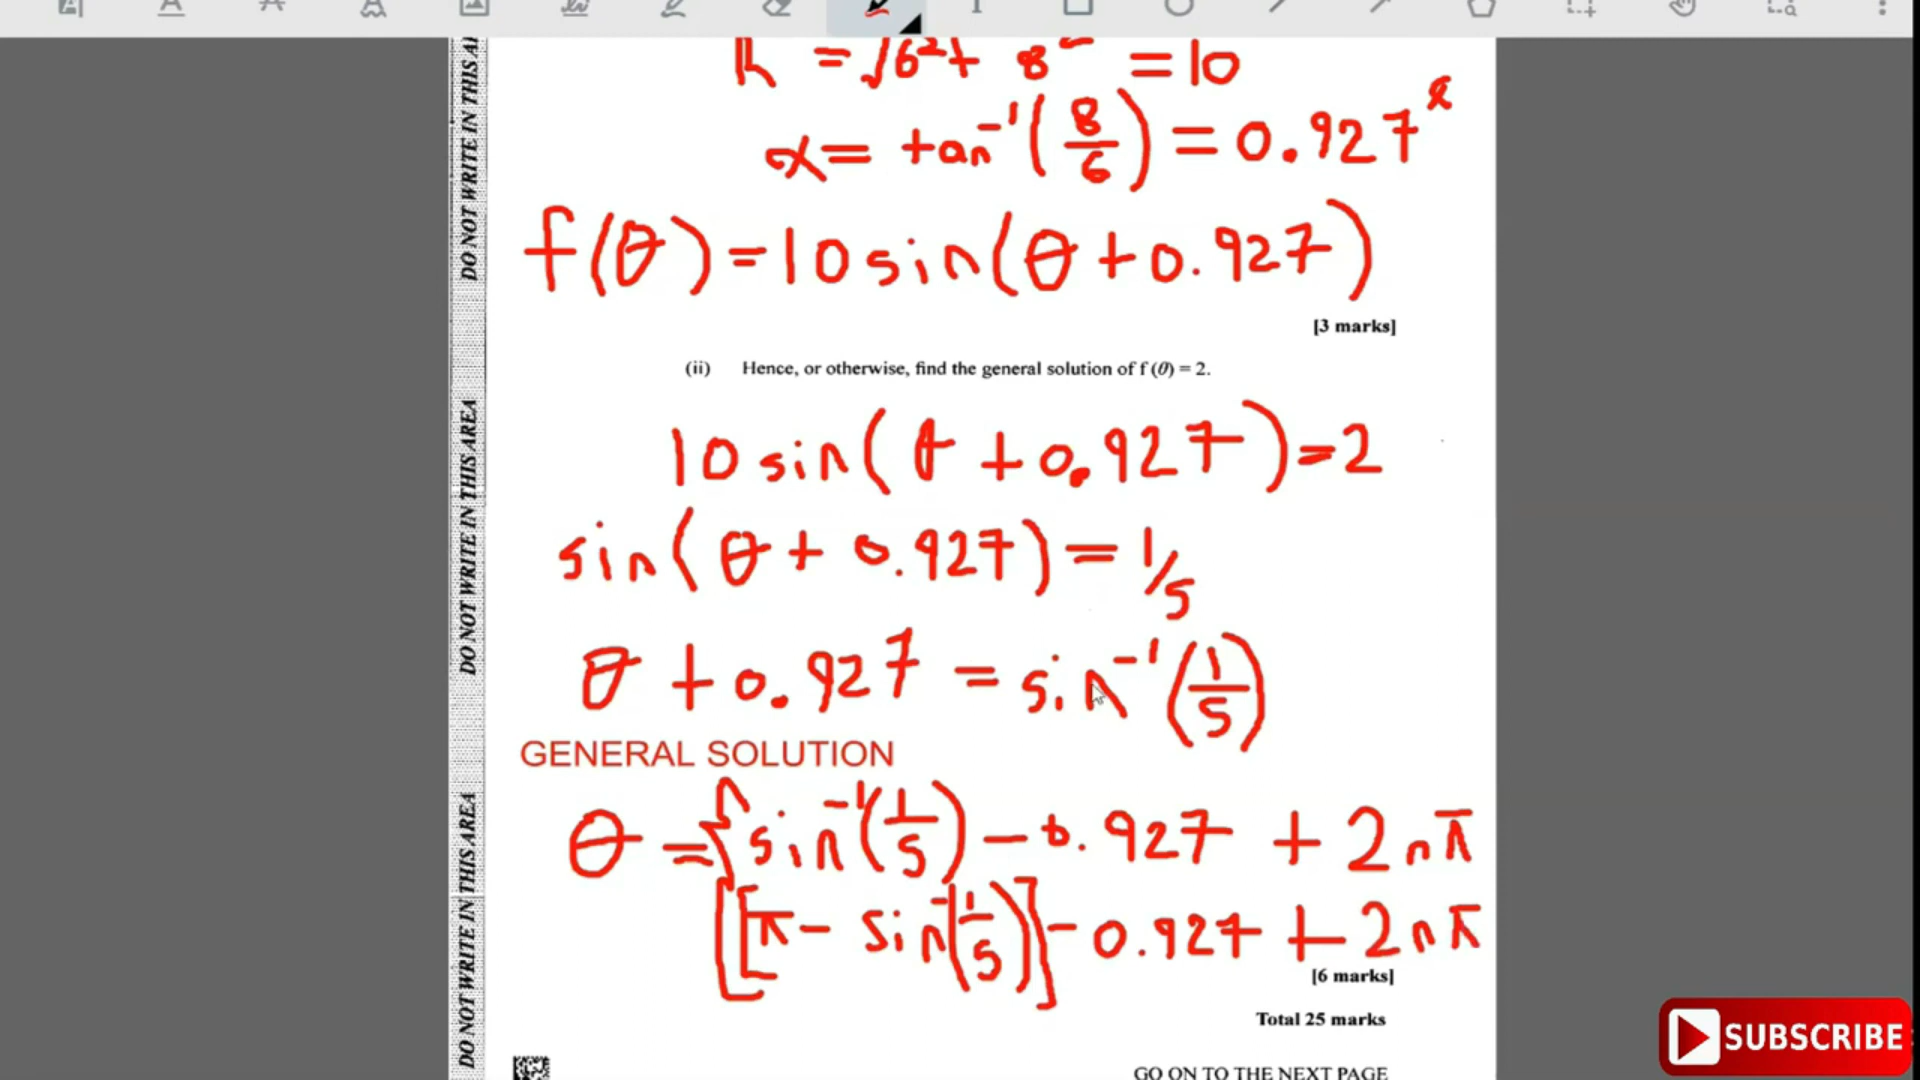 R = √6²+ 8² = 10
α = tan⁻¹(8/6) = 0.927ᴿ
f(θ) = 10 sin(θ + 0.927)
[3 marks]
(ii) Hence, or otherwise, find the general solution of f (θ) = 2.
10 sin(θ + 0.927) = 2
sin(θ + 0.927) = 1/5
θ + 0.927 = sin⁻¹(1/5)
GENERAL SOLUTION
θ = { sin⁻¹(1/5) − 0.927 + 2nπ
[π − sin⁻¹(1/5)] − 0.927 + 2nπ
[6 marks]
Total 25 marks
GO ON TO THE NEXT PAGE
DO NOT WRITE IN THIS AREA
DO NOT WRITE IN THIS AREA
DO NOT WRITE IN THIS AREA
SUBSCRIBE